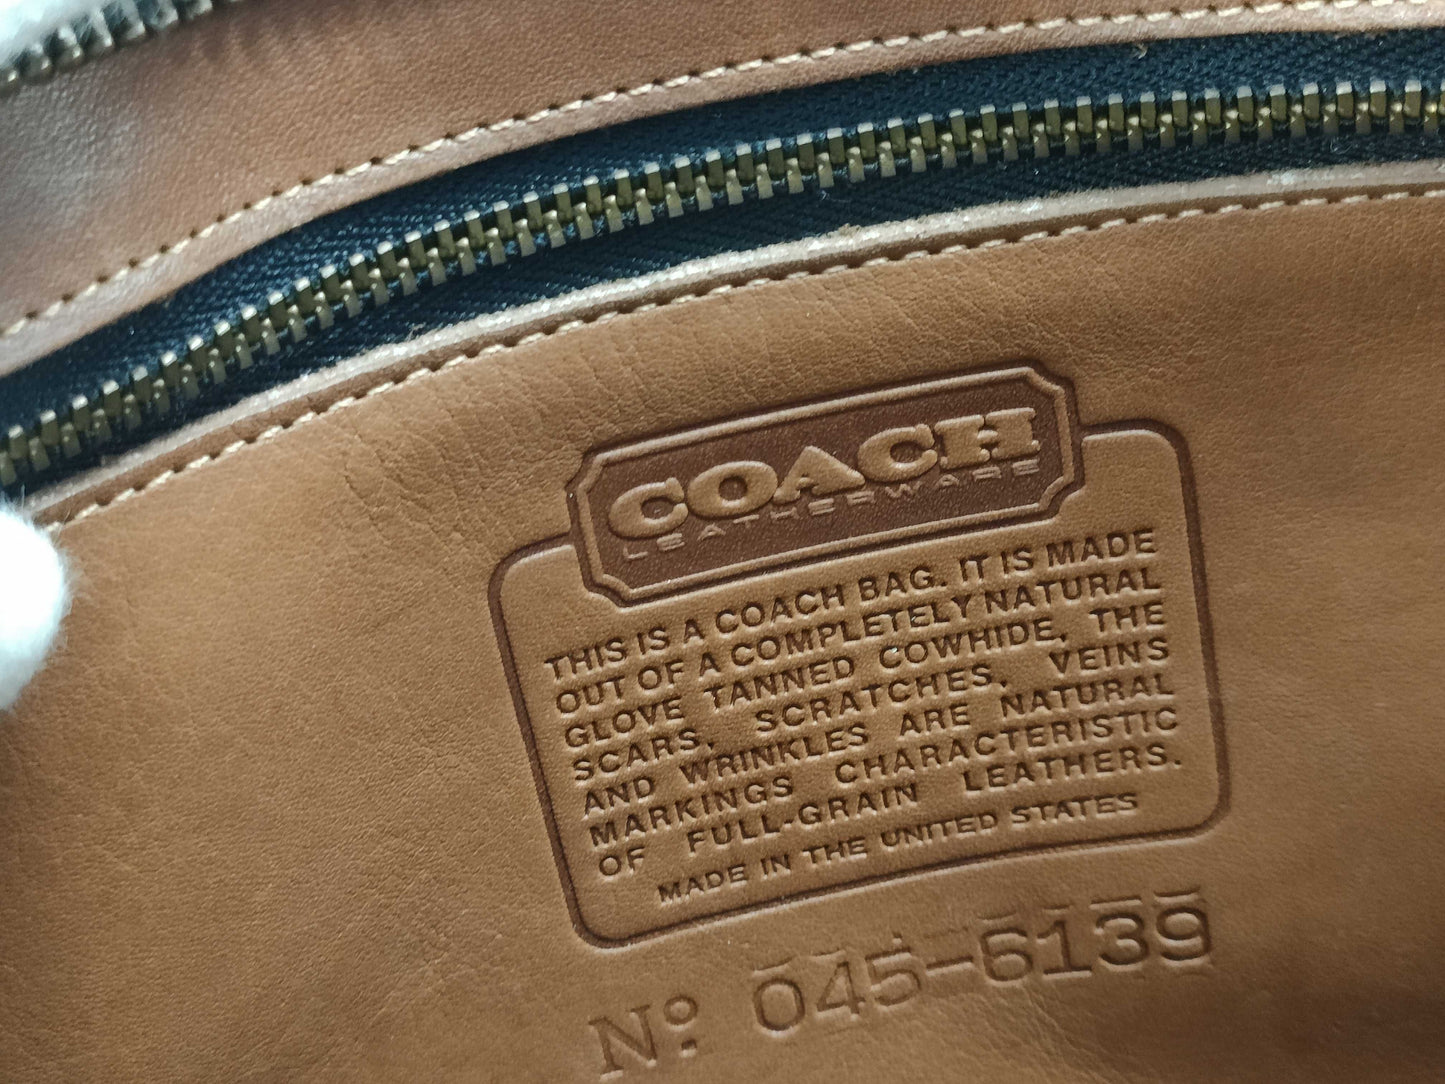 COACH
LEATHERWARE
THIS IS A COACH BAG. IT IS MADE
OUT OF A COMPLETELY NATURAL
GLOVE TANNED COWHIDE, THE
SCARS, SCRATCHES, VEINS
AND WRINKLES ARE NATURAL
MARKINGS CHARACTERISTIC
OF FULL-GRAIN LEATHERS.
MADE IN THE UNITED STATES
Nº: 045-6139